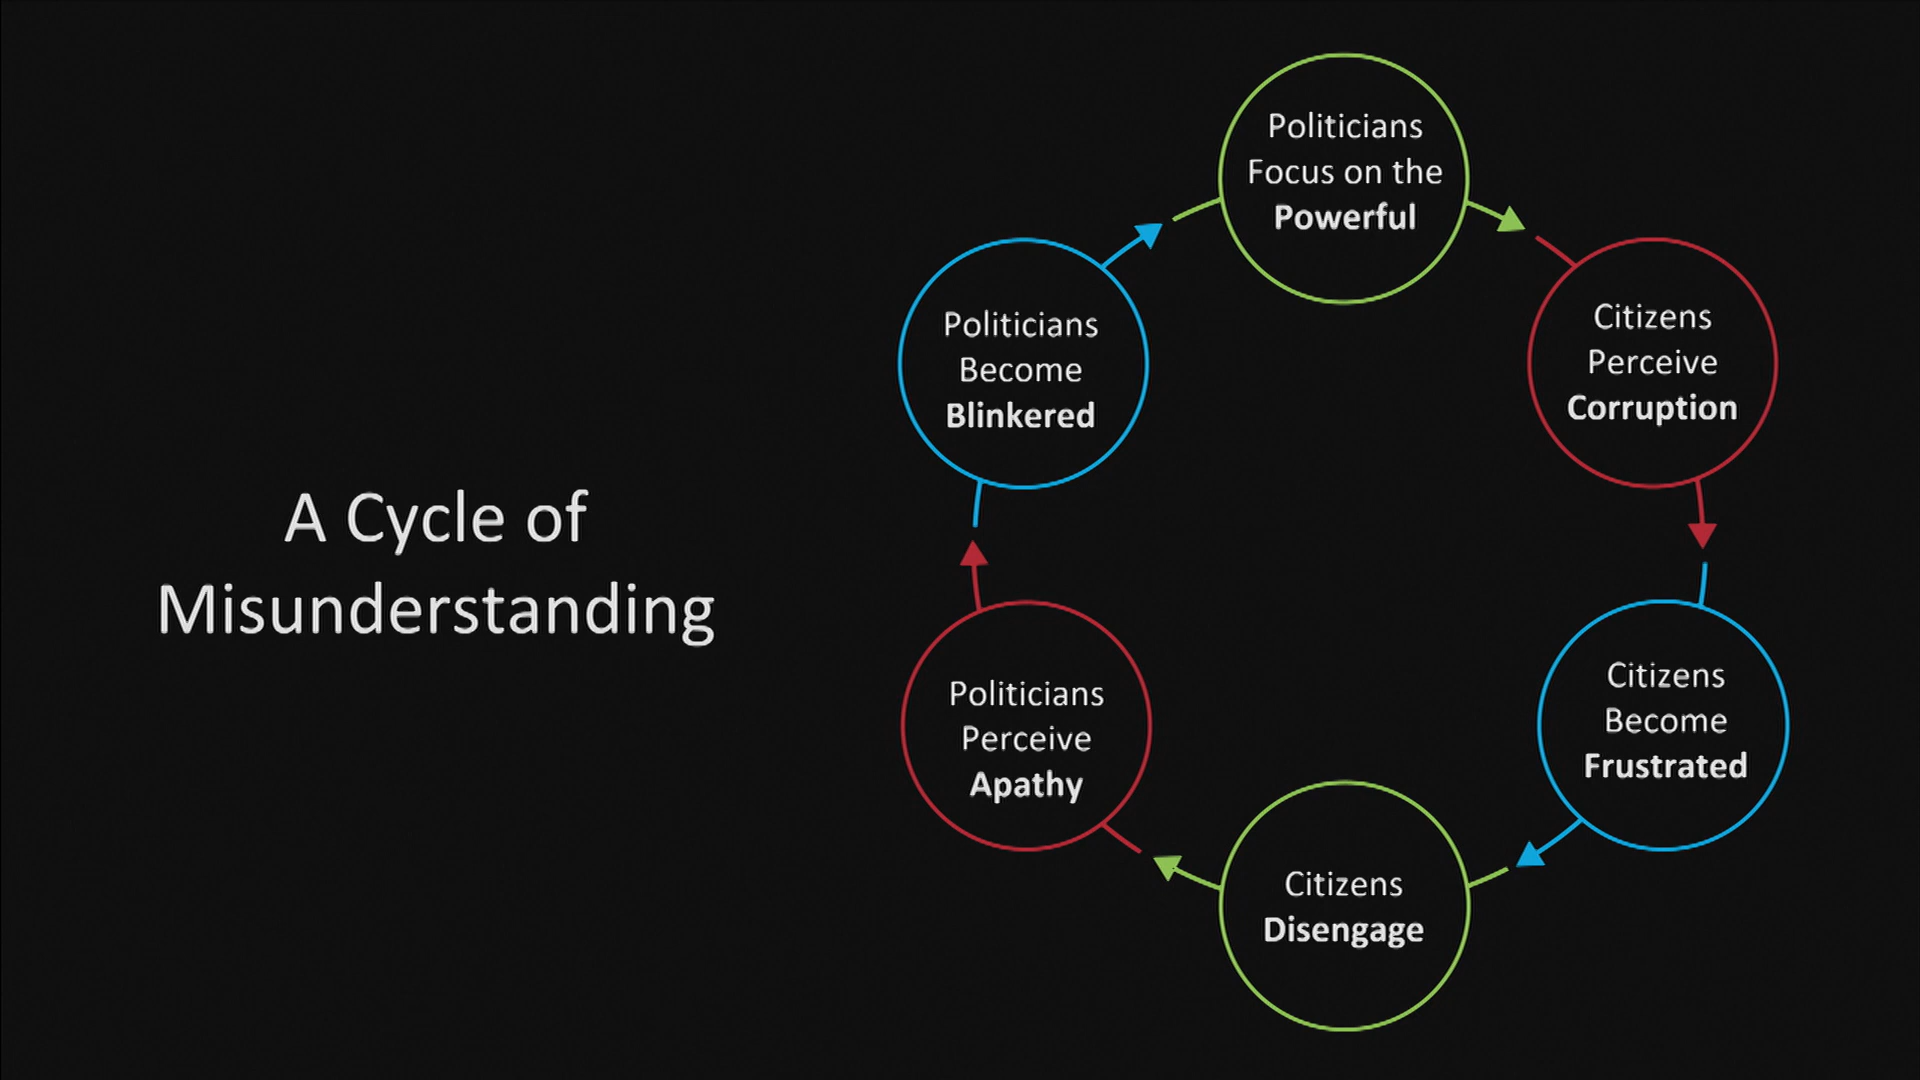 A Cycle of
Misunderstanding
Politicians
Focus on the
Powerful
Citizens
Perceive
Corruption
Citizens
Become
Frustrated
Citizens
Disengage
Politicians
Perceive
Apathy
Politicians
Become
Blinkered